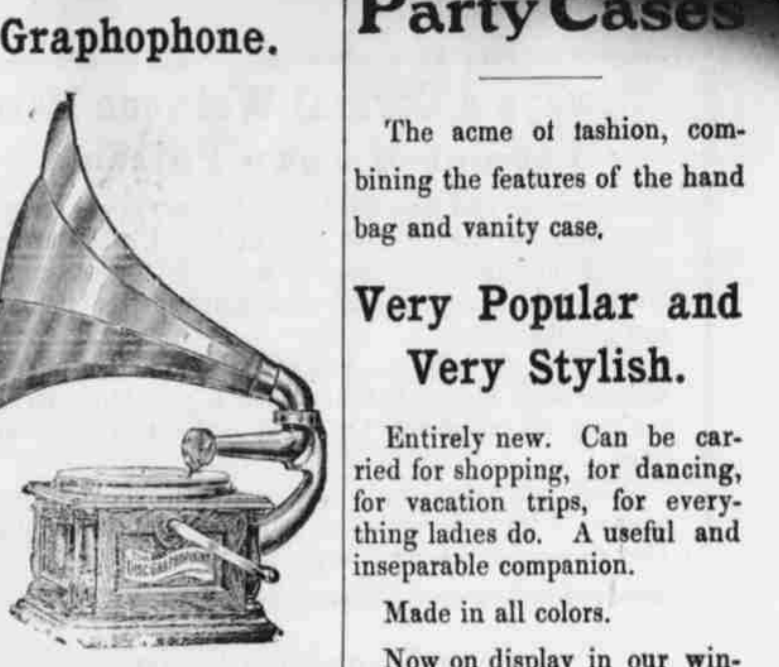 Graphophone.
Party Cases
The acme of fashion, com-
bining the features of the hand
bag and vanity case.
Very Popular and
Very Stylish.
Entirely new. Can be car-
ried for shopping, for dancing,
for vacation trips, for every-
thing ladies do. A useful and
inseparable companion.
Made in all colors.
Now on display in our win-